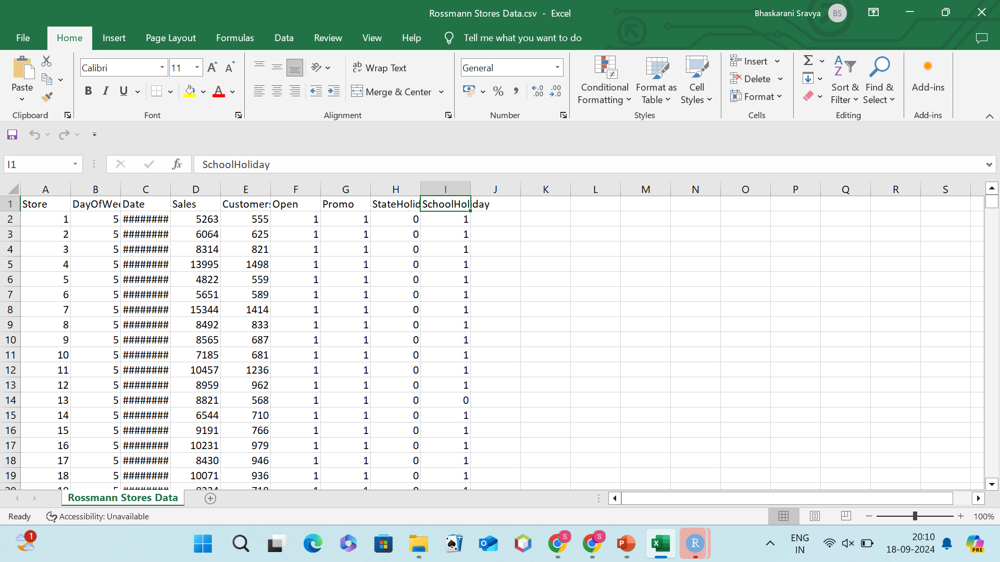 Rossmann Stores Data.csv - Excel
Bhaskarani Sravya BS
File Home Insert Page Layout Formulas Data Review View Help Tell me what you want to do
Paste
Clipboard
Calibri 11
B I U
Font
Wrap Text
Merge & Center
Alignment
General
Number
Conditional Formatting
Format as Table
Cell Styles
Styles
Insert
Delete
Format
Cells
Sort & Filter
Find & Select
Editing
Add-ins
Add-ins
I1 fx SchoolHoliday
A B C D E F G H I J K L M N O P Q R S
1 Store DayOfWee Date Sales Customers Open Promo StateHolid SchoolHoliday
2 1 5 ######## 5263 555 1 1 0 1
3 2 5 ######## 6064 625 1 1 0 1
4 3 5 ######## 8314 821 1 1 0 1
5 4 5 ######## 13995 1498 1 1 0 1
6 5 5 ######## 4822 559 1 1 0 1
7 6 5 ######## 5651 589 1 1 0 1
8 7 5 ######## 15344 1414 1 1 0 1
9 8 5 ######## 8492 833 1 1 0 1
10 9 5 ######## 8565 687 1 1 0 1
11 10 5 ######## 7185 681 1 1 0 1
12 11 5 ######## 10457 1236 1 1 0 1
13 12 5 ######## 8959 962 1 1 0 1
14 13 5 ######## 8821 568 1 1 0 0
15 14 5 ######## 6544 710 1 1 0 1
16 15 5 ######## 9191 766 1 1 0 1
17 16 5 ######## 10231 979 1 1 0 1
18 17 5 ######## 8430 946 1 1 0 1
19 18 5 ######## 10071 936 1 1 0 1
Rossmann Stores Data
Ready Accessibility: Unavailable 100%
1
ENG
IN
20:10
18-09-2024
PRE